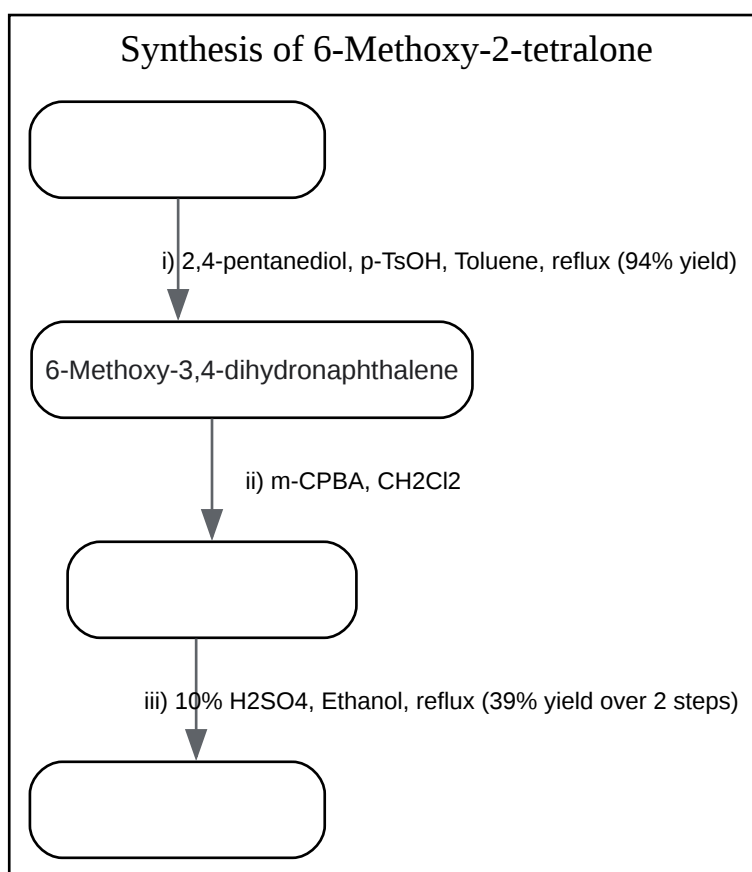 Synthesis of 6-Methoxy-2-tetralone
i) 2,4-pentanediol, p-TsOH, Toluene, reflux (94% yield)
6-Methoxy-3,4-dihydronaphthalene
ii) m-CPBA, CH2Cl2
iii) 10% H2SO4, Ethanol, reflux (39% yield over 2 steps)